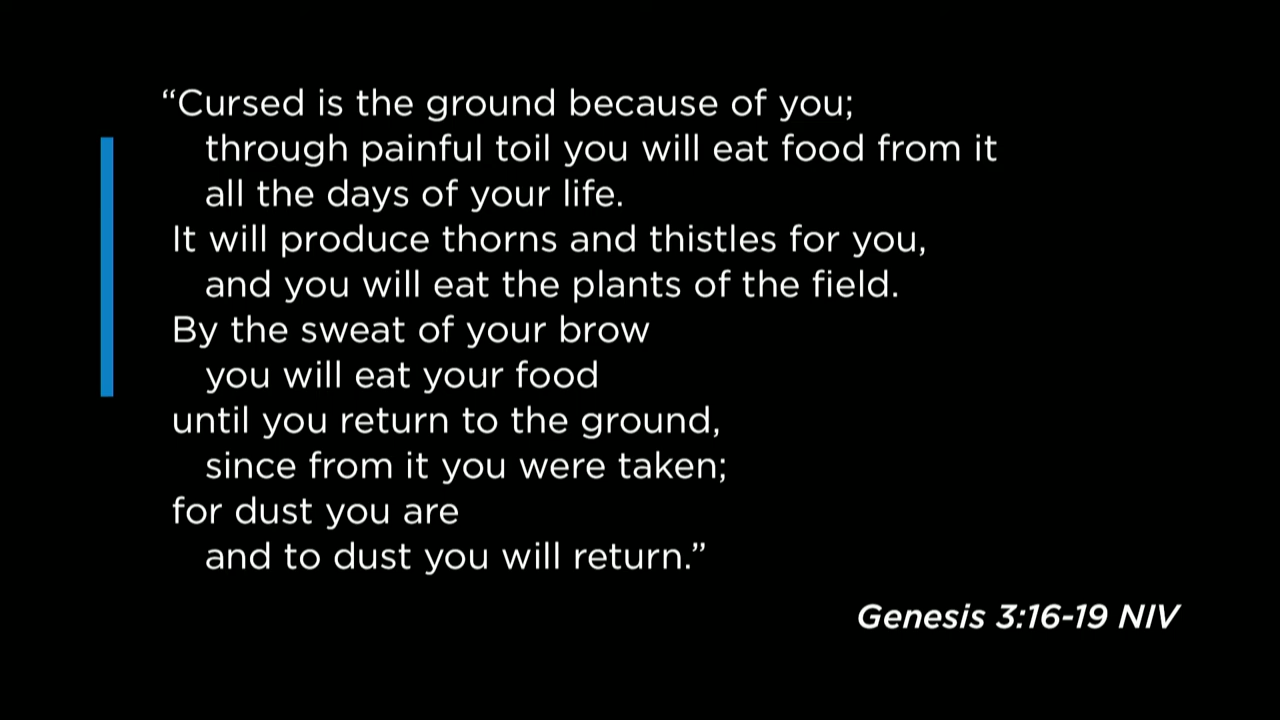 “Cursed is the ground because of you;
through painful toil you will eat food from it
all the days of your life.
It will produce thorns and thistles for you,
and you will eat the plants of the field.
By the sweat of your brow
you will eat your food
until you return to the ground,
since from it you were taken;
for dust you are
and to dust you will return.”
Genesis 3:16-19 NIV